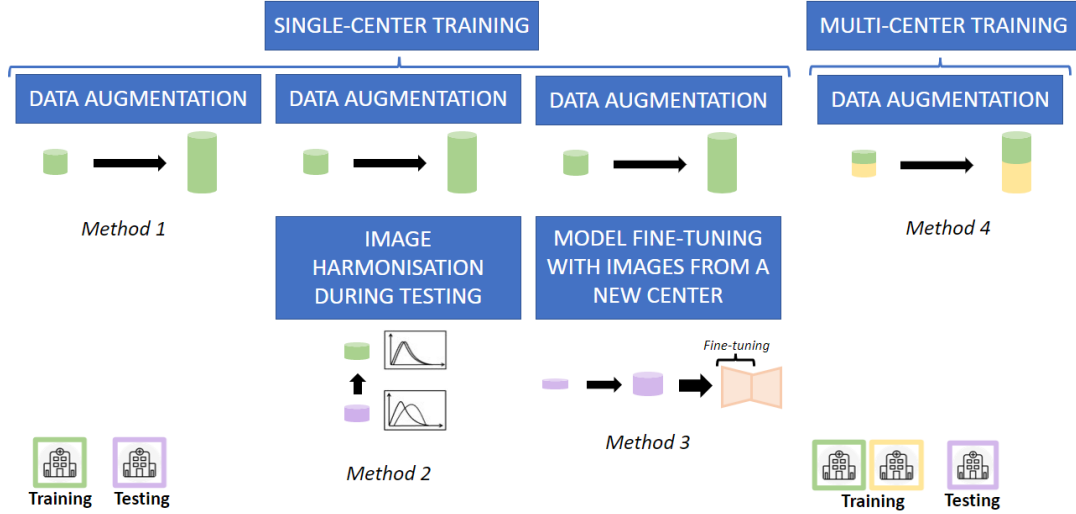 SINGLE-CENTER TRAINING
MULTI-CENTER TRAINING
DATA AUGMENTATION
DATA AUGMENTATION
DATA AUGMENTATION
DATA AUGMENTATION
Method 1
Method 4
IMAGE
HARMONISATION
DURING TESTING
MODEL FINE-TUNING
WITH IMAGES FROM A
NEW CENTER
Fine-tuning
Method 2
Method 3
Training
Testing
Training
Testing